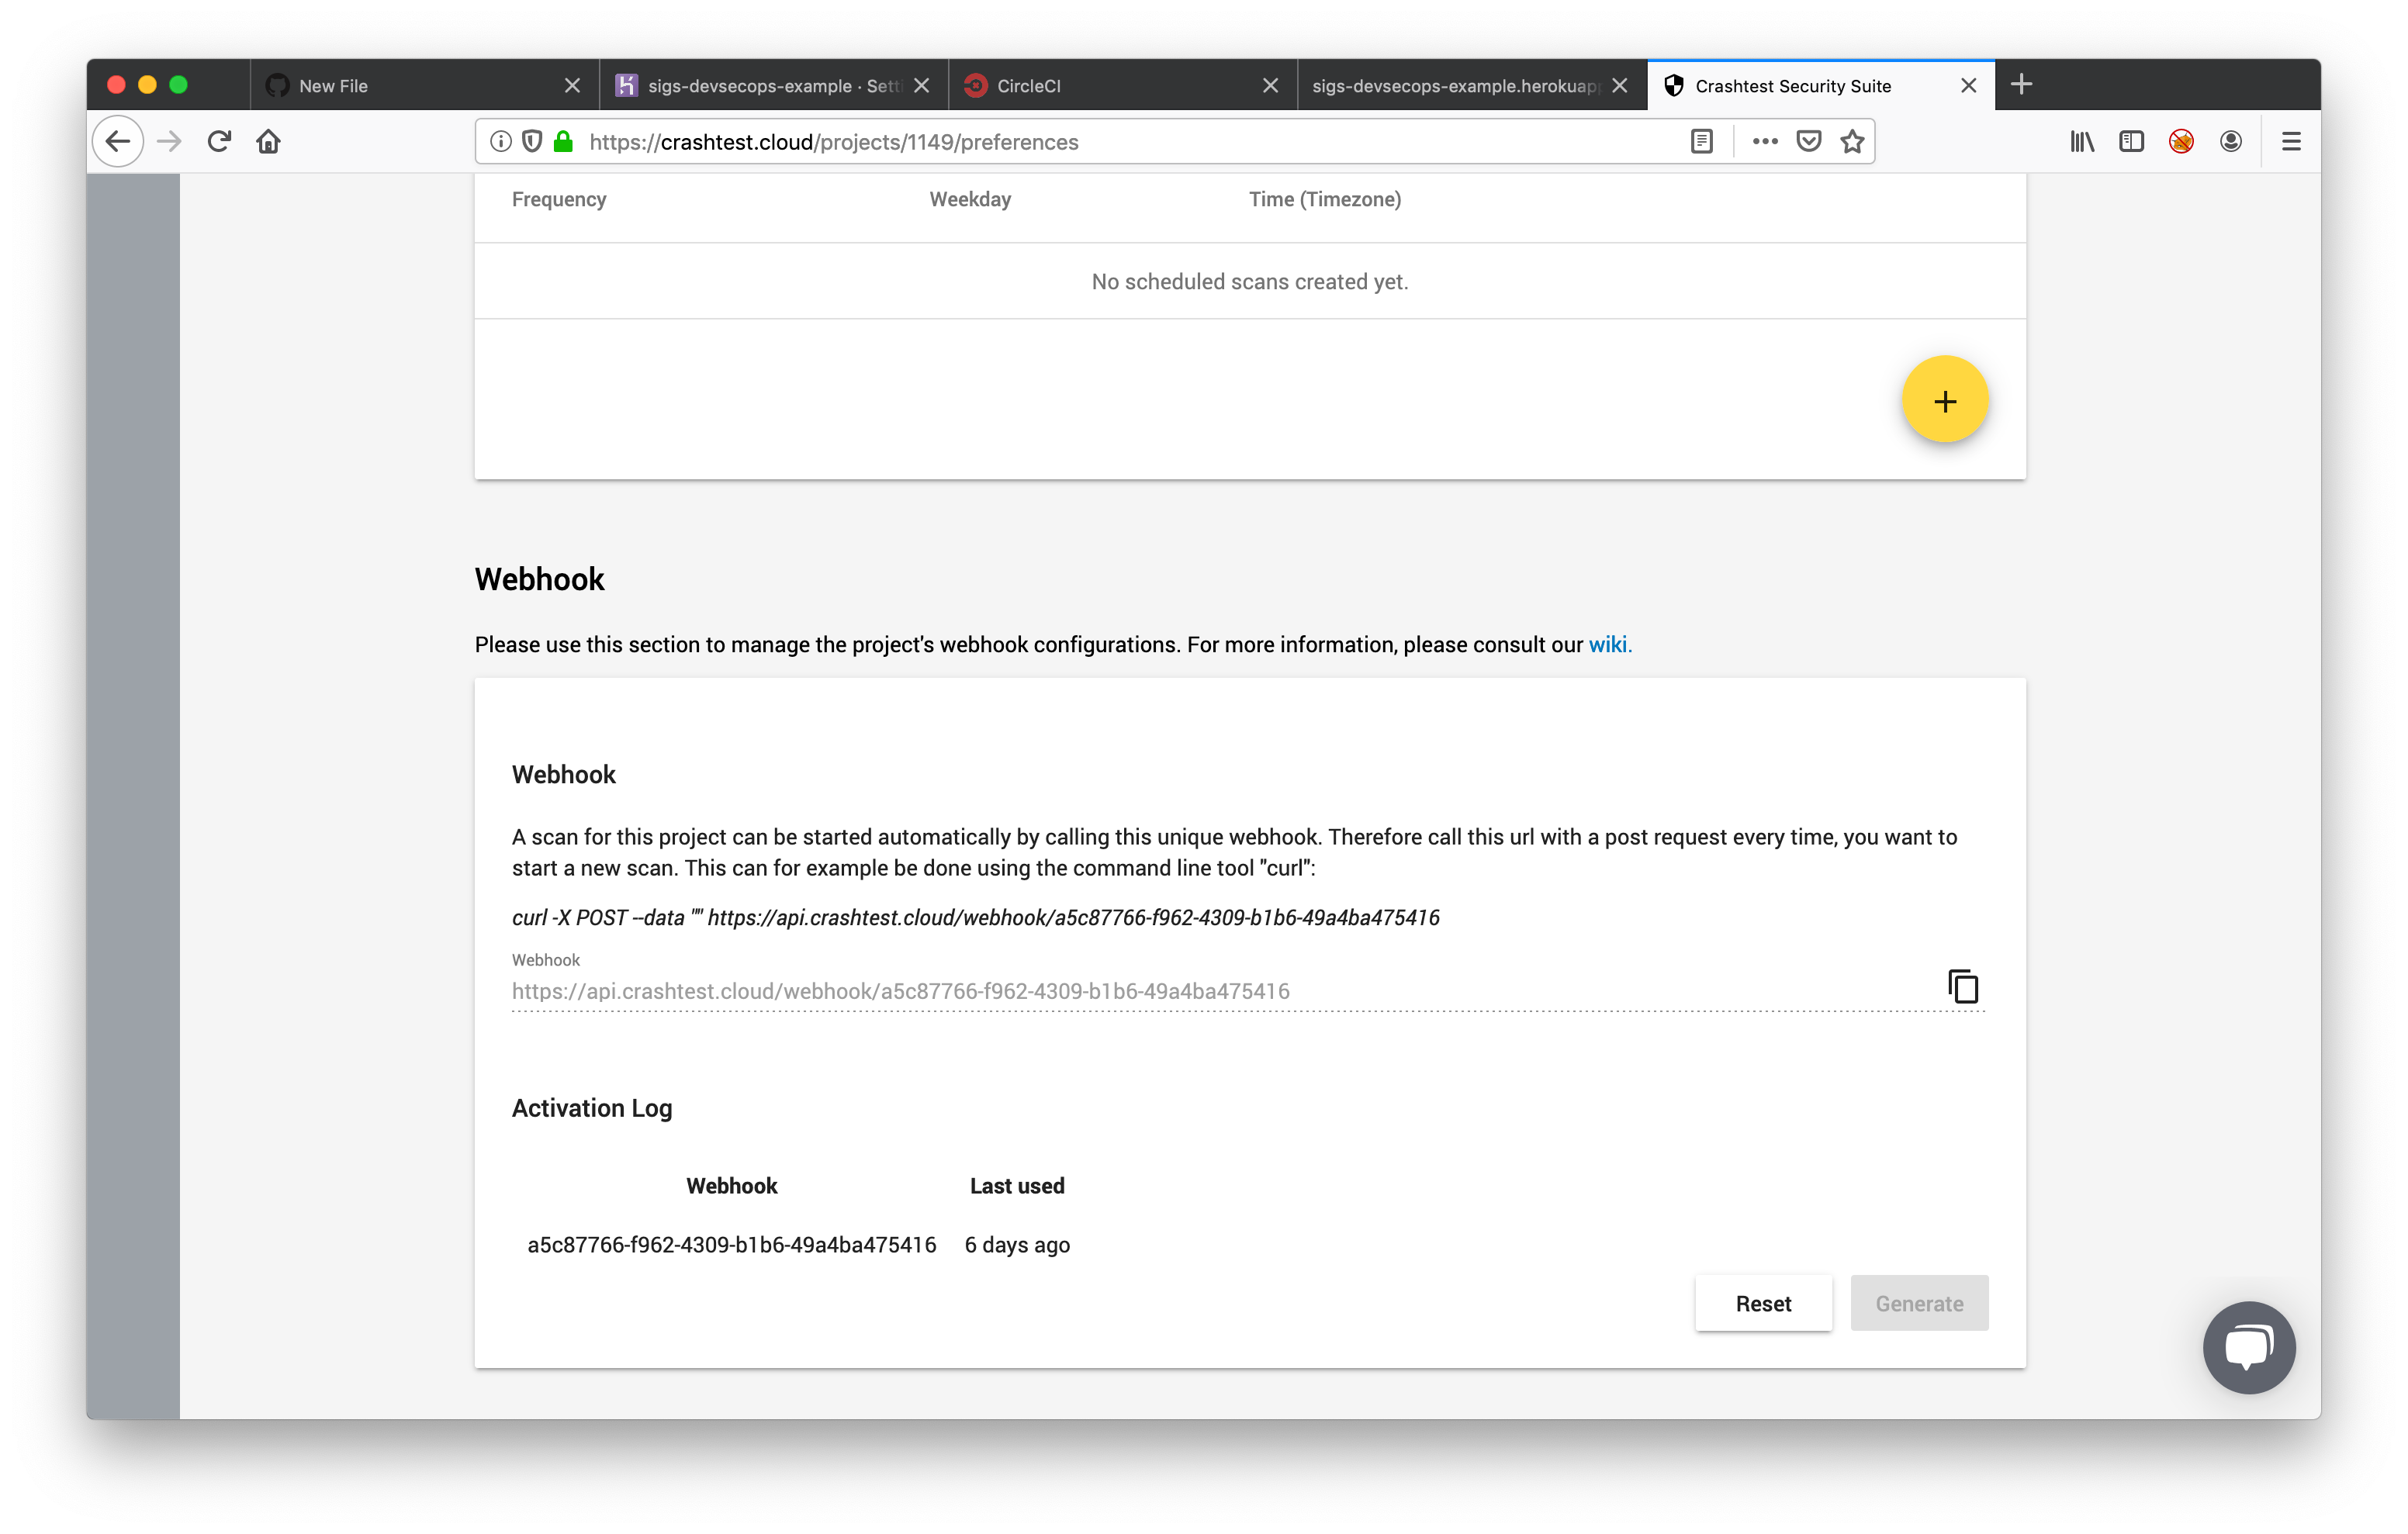 New File
sigs-devsecops-example · Sett
CircleCI
sigs-devsecops-example.herokuapp
Crashtest Security Suite
https://crashtest.cloud/projects/1149/preferences
Frequency Weekday Time (Timezone)
No scheduled scans created yet.
+
Webhook
Please use this section to manage the project's webhook configurations. For more information, please consult our wiki.
Webhook
A scan for this project can be started automatically by calling this unique webhook. Therefore call this url with a post request every time, you want to
start a new scan. This can for example be done using the command line tool "curl":
curl -X POST --data "" https://api.crashtest.cloud/webhook/a5c87766-f962-4309-b1b6-49a4ba475416
Webhook
https://api.crashtest.cloud/webhook/a5c87766-f962-4309-b1b6-49a4ba475416
Activation Log
Webhook Last used
a5c87766-f962-4309-b1b6-49a4ba475416 6 days ago
Reset Generate